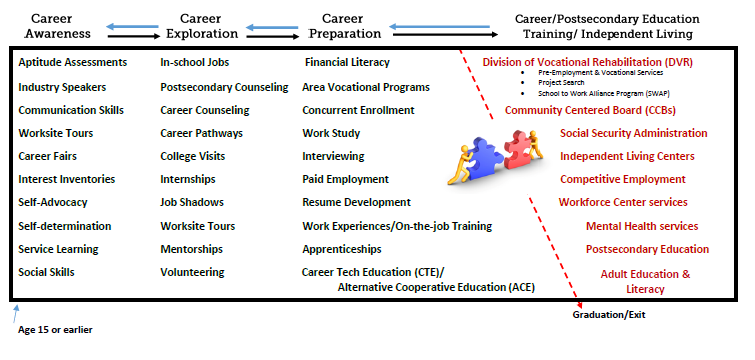 Career Awareness
Career Exploration
Career Preparation
Career/Postsecondary Education
Training/ Independent Living
Aptitude Assessments
Industry Speakers
Communication Skills
Worksite Tours
Career Fairs
Interest Inventories
Self-Advocacy
Self-determination
Service Learning
Social Skills
In-school Jobs
Postsecondary Counseling
Career Counseling
Career Pathways
College Visits
Internships
Job Shadows
Worksite Tours
Mentorships
Volunteering
Financial Literacy
Area Vocational Programs
Concurrent Enrollment
Work Study
Interviewing
Paid Employment
Resume Development
Work Experiences/On-the-job Training
Apprenticeships
Career Tech Education (CTE)/
Alternative Cooperative Education (ACE)
Division of Vocational Rehabilitation (DVR)
• Pre-Employment & Vocational Services
• Project Search
• School to Work Alliance Program (SWAP)
Community Centered Board (CCBs)
Social Security Administration
Independent Living Centers
Competitive Employment
Workforce Center services
Mental Health services
Postsecondary Education
Adult Education &
Literacy
Age 15 or earlier
Graduation/Exit